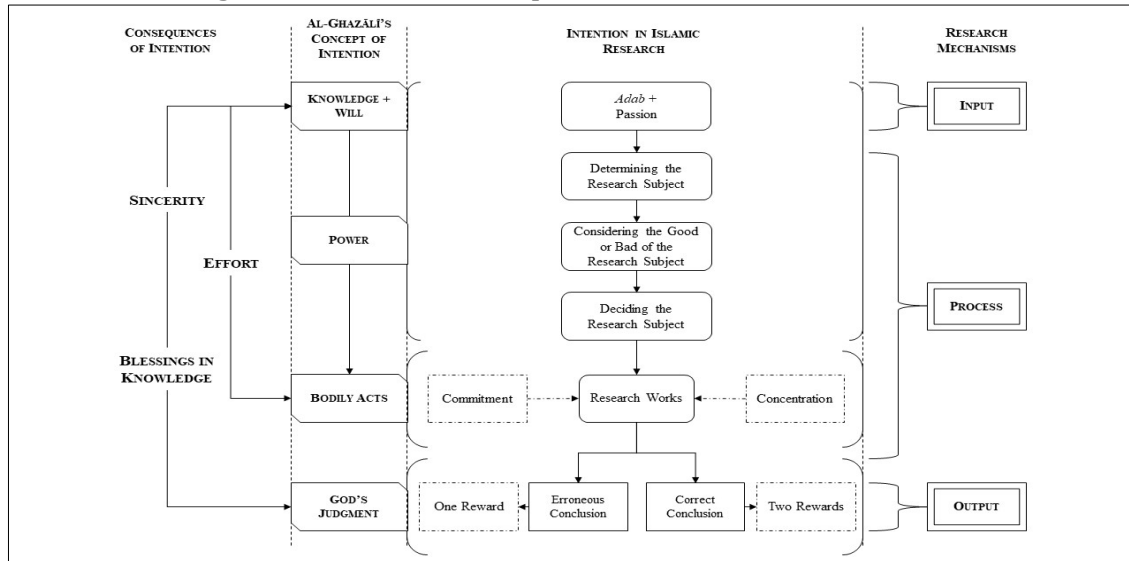 CONSEQUENCES
OF INTENTION
AL-GHAZĀLĪ'S
CONCEPT OF
INTENTION
INTENTION IN ISLAMIC
RESEARCH
RESEARCH
MECHANISMS
KNOWLEDGE +
WILL
Adab +
Passion
INPUT
Determining the
Research Subject
SINCERITY
POWER
Considering the Good
or Bad of the
Research Subject
EFFORT
Deciding the
Research Subject
PROCESS
BLESSINGS IN
KNOWLEDGE
BODILY ACTS
Commitment
Research Works
Concentration
GOD'S
JUDGMENT
One Reward
Erroneous
Conclusion
Correct
Conclusion
Two Rewards
OUTPUT